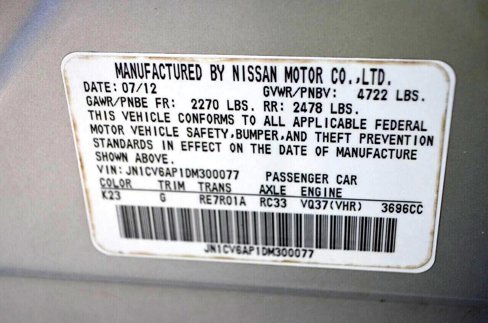 MANUFACTURED BY NISSAN MOTOR CO.,LTD.
DATE: 07/12 GVWR/PNBV: 4722 LBS.
GAWR/PNBE FR: 2270 LBS. RR: 2478 LBS.
THIS VEHICLE CONFORMS TO ALL APPLICABLE FEDERAL
MOTOR VEHICLE SAFETY,BUMPER,AND THEFT PREVENTION
STANDARDS IN EFFECT ON THE DATE OF MANUFACTURE
SHOWN ABOVE.
VIN: JN1CV6AP1DM300077 PASSENGER CAR
COLOR TRIM TRANS AXLE ENGINE
K23 G RE7R01A RC33 VQ37(VHR) 3696CC
JN1CV6AP1DM300077